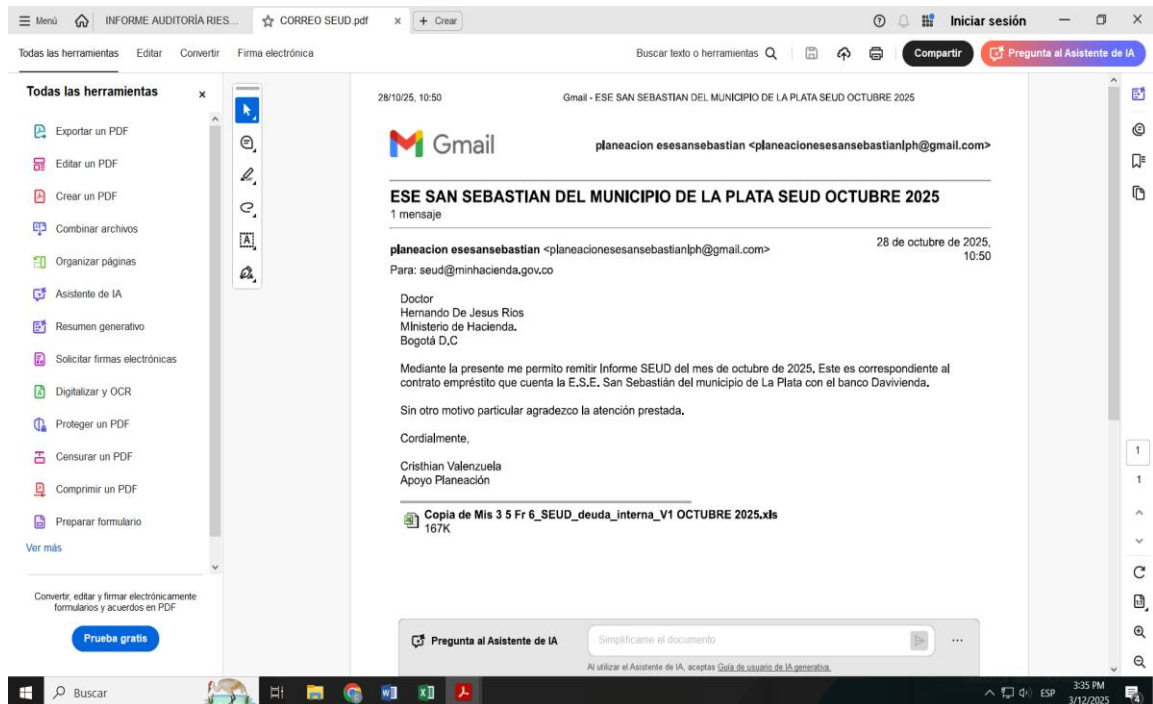 Menú
INFORME AUDITORÍA RIES...
CORREO SEUD.pdf
Crear
Iniciar sesión
Todas las herramientas
Editar
Convertir
Firma electrónica
Buscar texto o herramientas
Compartir
Pregunta al Asistente de IA
Todas las herramientas
Exportar un PDF
Editar un PDF
Crear un PDF
Combinar archivos
Organizar páginas
Asistente de IA
Resumen generativo
Solicitar firmas electrónicas
Digitalizar y OCR
Proteger un PDF
Censurar un PDF
Comprimir un PDF
Preparar formulario
Ver más
Convertir, editar y firmar electrónicamente
formularios y acuerdos en PDF
Prueba gratis
28/10/25, 10:50
Gmail - ESE SAN SEBASTIAN DEL MUNICIPIO DE LA PLATA SEUD OCTUBRE 2025
Gmail
planeacion esesansebastian <planeacionesesansebastianlph@gmail.com>
ESE SAN SEBASTIAN DEL MUNICIPIO DE LA PLATA SEUD OCTUBRE 2025
1 mensaje
planeacion esesansebastian <planeacionesesansebastianlph@gmail.com>
28 de octubre de 2025,
10:50
Para: seud@minhacienda.gov.co
Doctor
Hernando De Jesus Rios
MInisterio de Hacienda.
Bogotá D.C
Mediante la presente me permito remitir Informe SEUD del mes de octubre de 2025, Este es correspondiente al
contrato empréstito que cuenta la E.S.E. San Sebastián del municipio de La Plata con el banco Davivienda.
Sin otro motivo particular agradezco la atención prestada.
Cordialmente,
Cristhian Valenzuela
Apoyo Planeación
Copia de Mis 3 5 Fr 6_SEUD_deuda_interna_V1 OCTUBRE 2025.xls
167K
1
1
Pregunta al Asistente de IA
Simplifícame el documento
Al utilizar el Asistente de IA, aceptas Guía de usuario de IA generativa.
Buscar
ESP
3:35 PM
3/12/2025
4